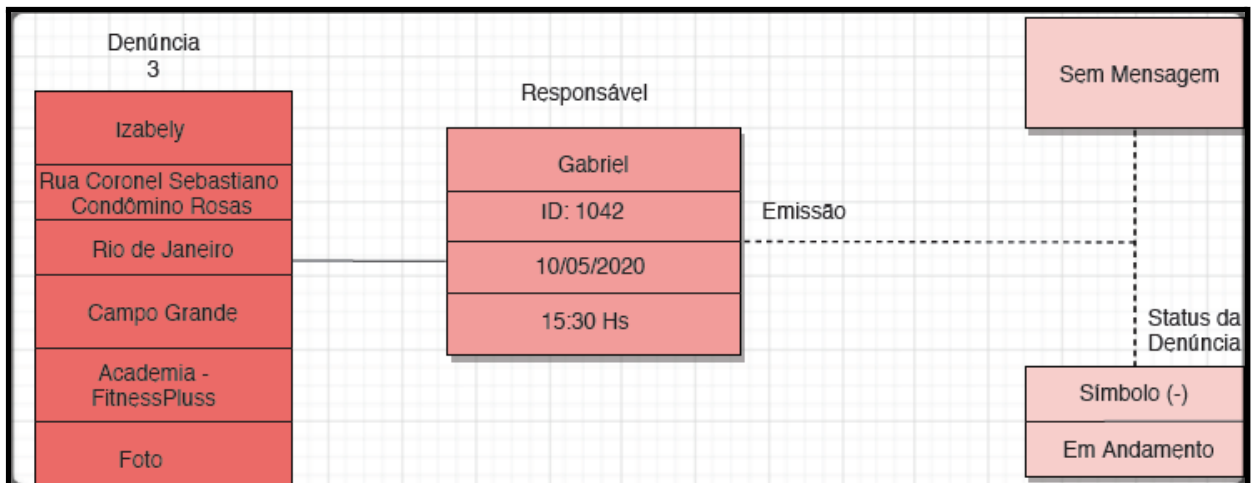 Denúncia
3
Izabely
Rua Coronel Sebastiano
Condômino Rosas
Rio de Janeiro
Campo Grande
Academia -
FitnessPluss
Foto
Responsável
Gabriel
ID: 1042
10/05/2020
15:30 Hs
Emissão
Sem Mensagem
Status da
Denúncia
Símbolo (-)
Em Andamento